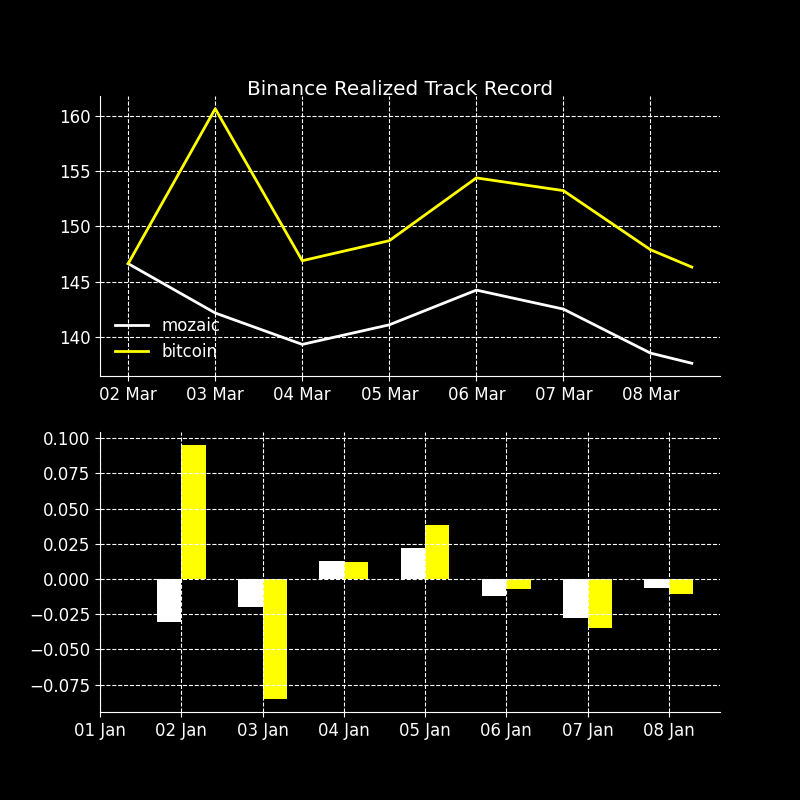 Binance Realized Track Record
160
155
150
145
140
mozaic
bitcoin
02 Mar 03 Mar 04 Mar 05 Mar 06 Mar 07 Mar 08 Mar
0.100
0.075
0.050
0.025
0.000
−0.025
−0.050
−0.075
01 Jan 02 Jan 03 Jan 04 Jan 05 Jan 06 Jan 07 Jan 08 Jan